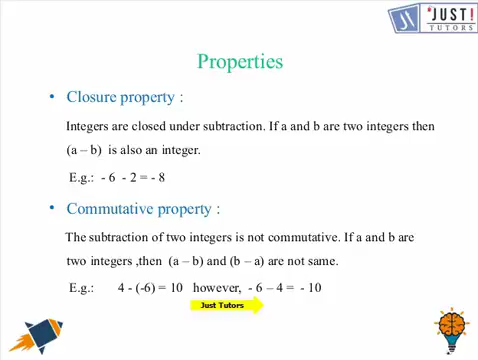 JUST!
TUTORS
Properties
• Closure property :
Integers are closed under subtraction. If a and b are two integers then
(a – b) is also an integer.
E.g.: - 6 - 2 = - 8
• Commutative property :
The subtraction of two integers is not commutative. If a and b are
two integers ,then (a – b) and (b – a) are not same.
E.g.: 4 - (-6) = 10 however, - 6 – 4 = - 10
Just Tutors